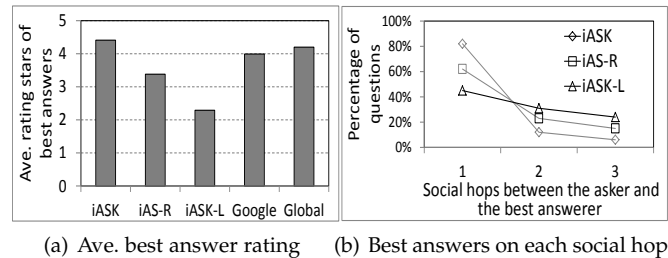 Ave. rating stars of
best answers
5
4
3
2
1
0
iASK iAS-R iASK-L Google Global
(a) Ave. best answer rating
Percentage of
questions
100%
80%
60%
40%
20%
0%
iASK
iAS-R
iASK-L
1 2 3
Social hops between the asker and
the best answerer
(b) Best answers on each social hop